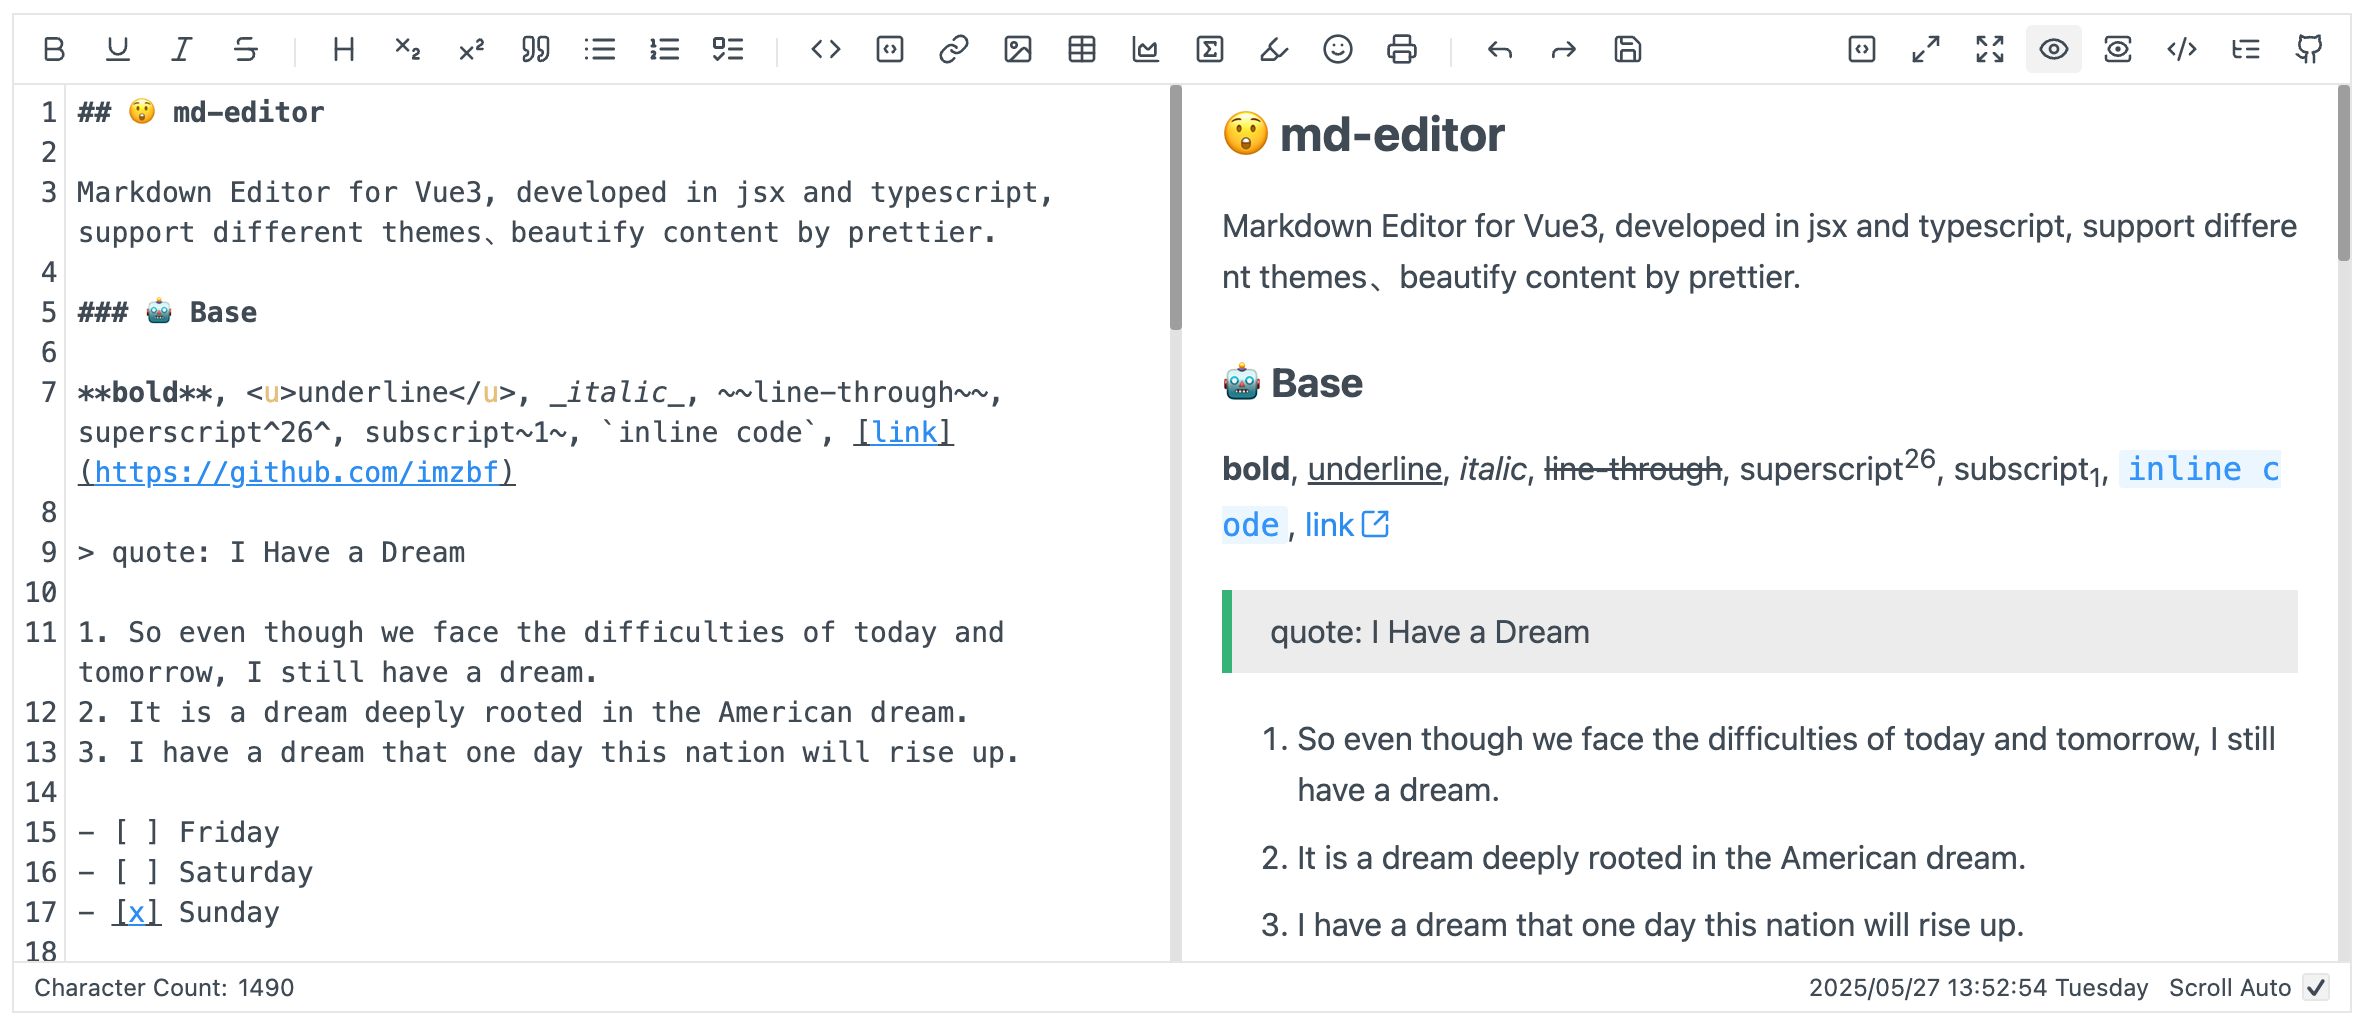 1 ## 😲 md-editor
2
3 Markdown Editor for Vue3, developed in jsx and typescript,
support different themes、beautify content by prettier.
4
5 ### 🤖 Base
6
7 **bold**, <u>underline</u>, _italic_, ~~line-through~~,
superscript^26^, subscript~1~, `inline code`, [link]
(https://github.com/imzbf)
8
9 > quote: I Have a Dream
10
11 1. So even though we face the difficulties of today and
tomorrow, I still have a dream.
12 2. It is a dream deeply rooted in the American dream.
13 3. I have a dream that one day this nation will rise up.
14
15 - [ ] Friday
16 - [ ] Saturday
17 - [x] Sunday
18
😲 md-editor
Markdown Editor for Vue3, developed in jsx and typescript, support differe
nt themes、beautify content by prettier.
🤖 Base
bold, underline, italic, line-through, superscript26, subscript1, inline c
ode, link
quote: I Have a Dream
1. So even though we face the difficulties of today and tomorrow, I still
have a dream.
2. It is a dream deeply rooted in the American dream.
3. I have a dream that one day this nation will rise up.
Character Count: 1490
2025/05/27 13:52:54 Tuesday Scroll Auto